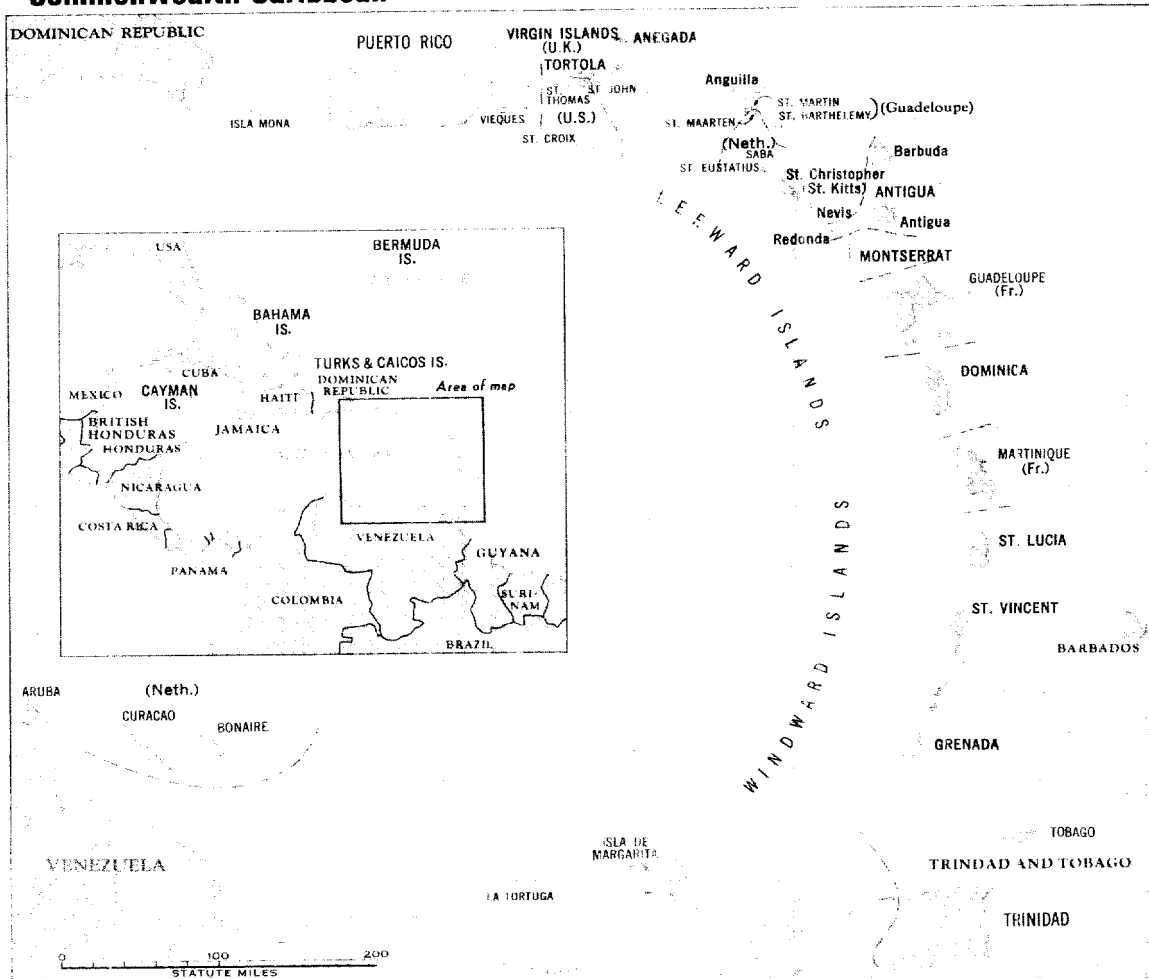 Commonwealth Caribbean
DOMINICAN REPUBLIC
PUERTO RICO
VIRGIN ISLANDS
(U.K.)
ANEGADA
TORTOLA
ST. THOMAS
ST. JOHN
(U.S.)
ISLA MONA
VIEQUES
ST. CROIX
Anguilla
ST. MARTIN
ST. BARTHELEMY
(Guadeloupe)
ST. MAARTEN
(Neth.)
SABA
ST. EUSTATIUS
Barbuda
St. Christopher
St. Kitts)
ANTIGUA
Nevis
Antigua
Redonda
MONTSERRAT
LEEWARD ISLANDS
GUADELOUPE
(Fr.)
DOMINICA
MARTINIQUE
(Fr.)
ST. LUCIA
WINDWARD ISLANDS
ST. VINCENT
BARBADOS
GRENADA
TOBAGO
TRINIDAD AND TOBAGO
TRINIDAD
USA
BERMUDA
IS.
BAHAMA
IS.
TURKS & CAICOS IS.
CUBA
DOMINICAN
REPUBLIC
Area of map
MEXICO
CAYMAN
IS.
HAITI
BRITISH
HONDURAS
JAMAICA
HONDURAS
NICARAGUA
COSTA RICA
VENEZUELA
GUYANA
PANAMA
COLOMBIA
SURI-
NAM
BRAZIL
ARUBA
(Neth.)
CURACAO
BONAIRE
VENEZUELA
ISLA DE
MARGARITA
LA TORTUGA
0 100 200
STATUTE MILES